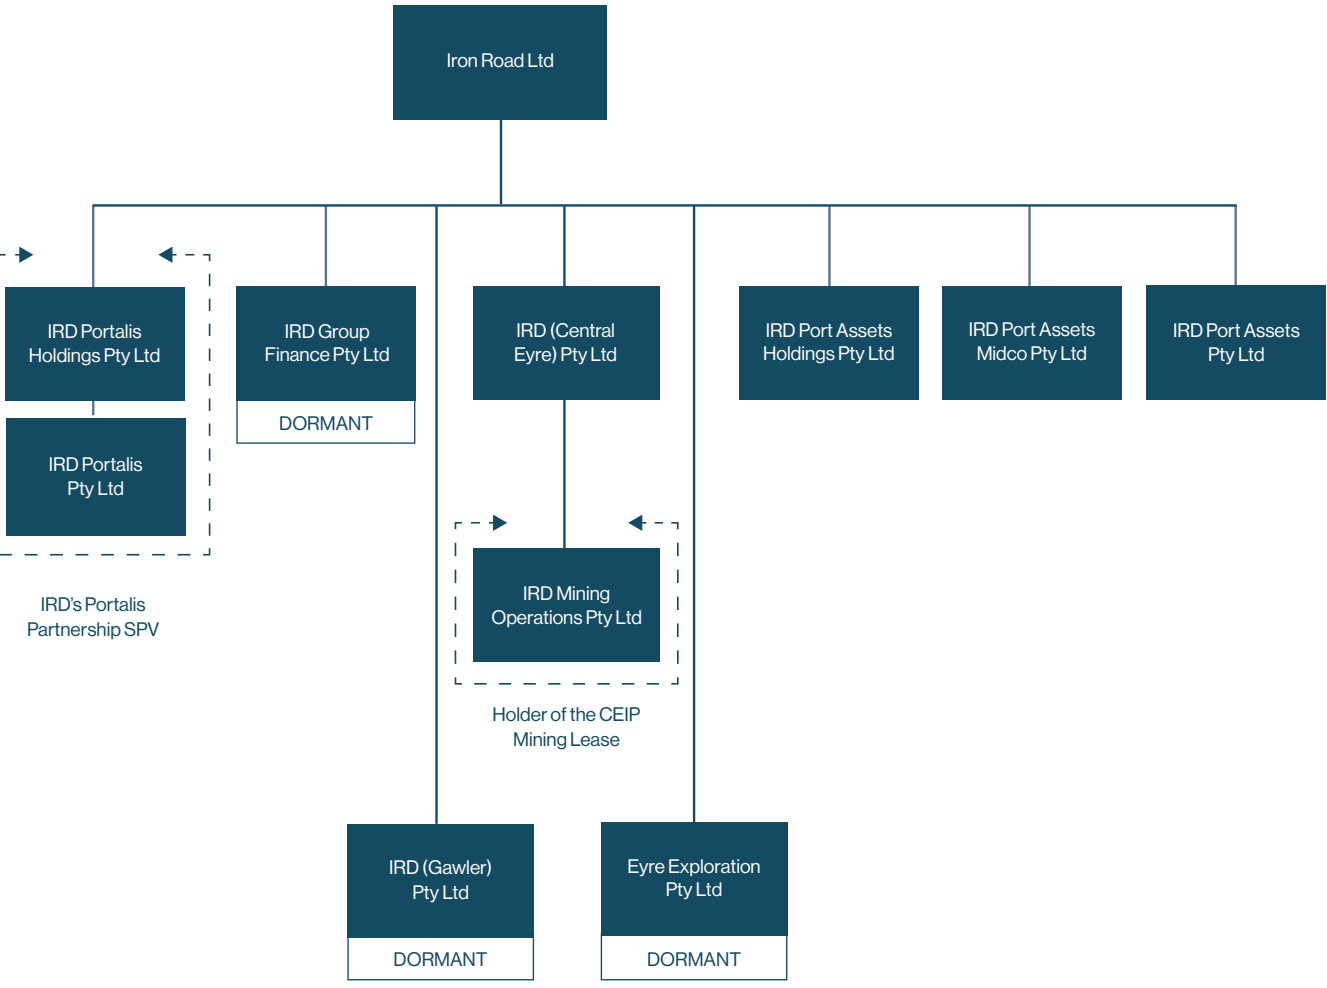 Iron Road Ltd
IRD Portalis
Holdings Pty Ltd
IRD Portalis
Pty Ltd
IRD's Portalis
Partnership SPV
IRD Group
Finance Pty Ltd
DORMANT
IRD (Central
Eyre) Pty Ltd
IRD Mining
Operations Pty Ltd
Holder of the CEIP
Mining Lease
IRD Port Assets
Holdings Pty Ltd
IRD Port Assets
Midco Pty Ltd
IRD Port Assets
Pty Ltd
IRD (Gawler)
Pty Ltd
DORMANT
Eyre Exploration
Pty Ltd
DORMANT